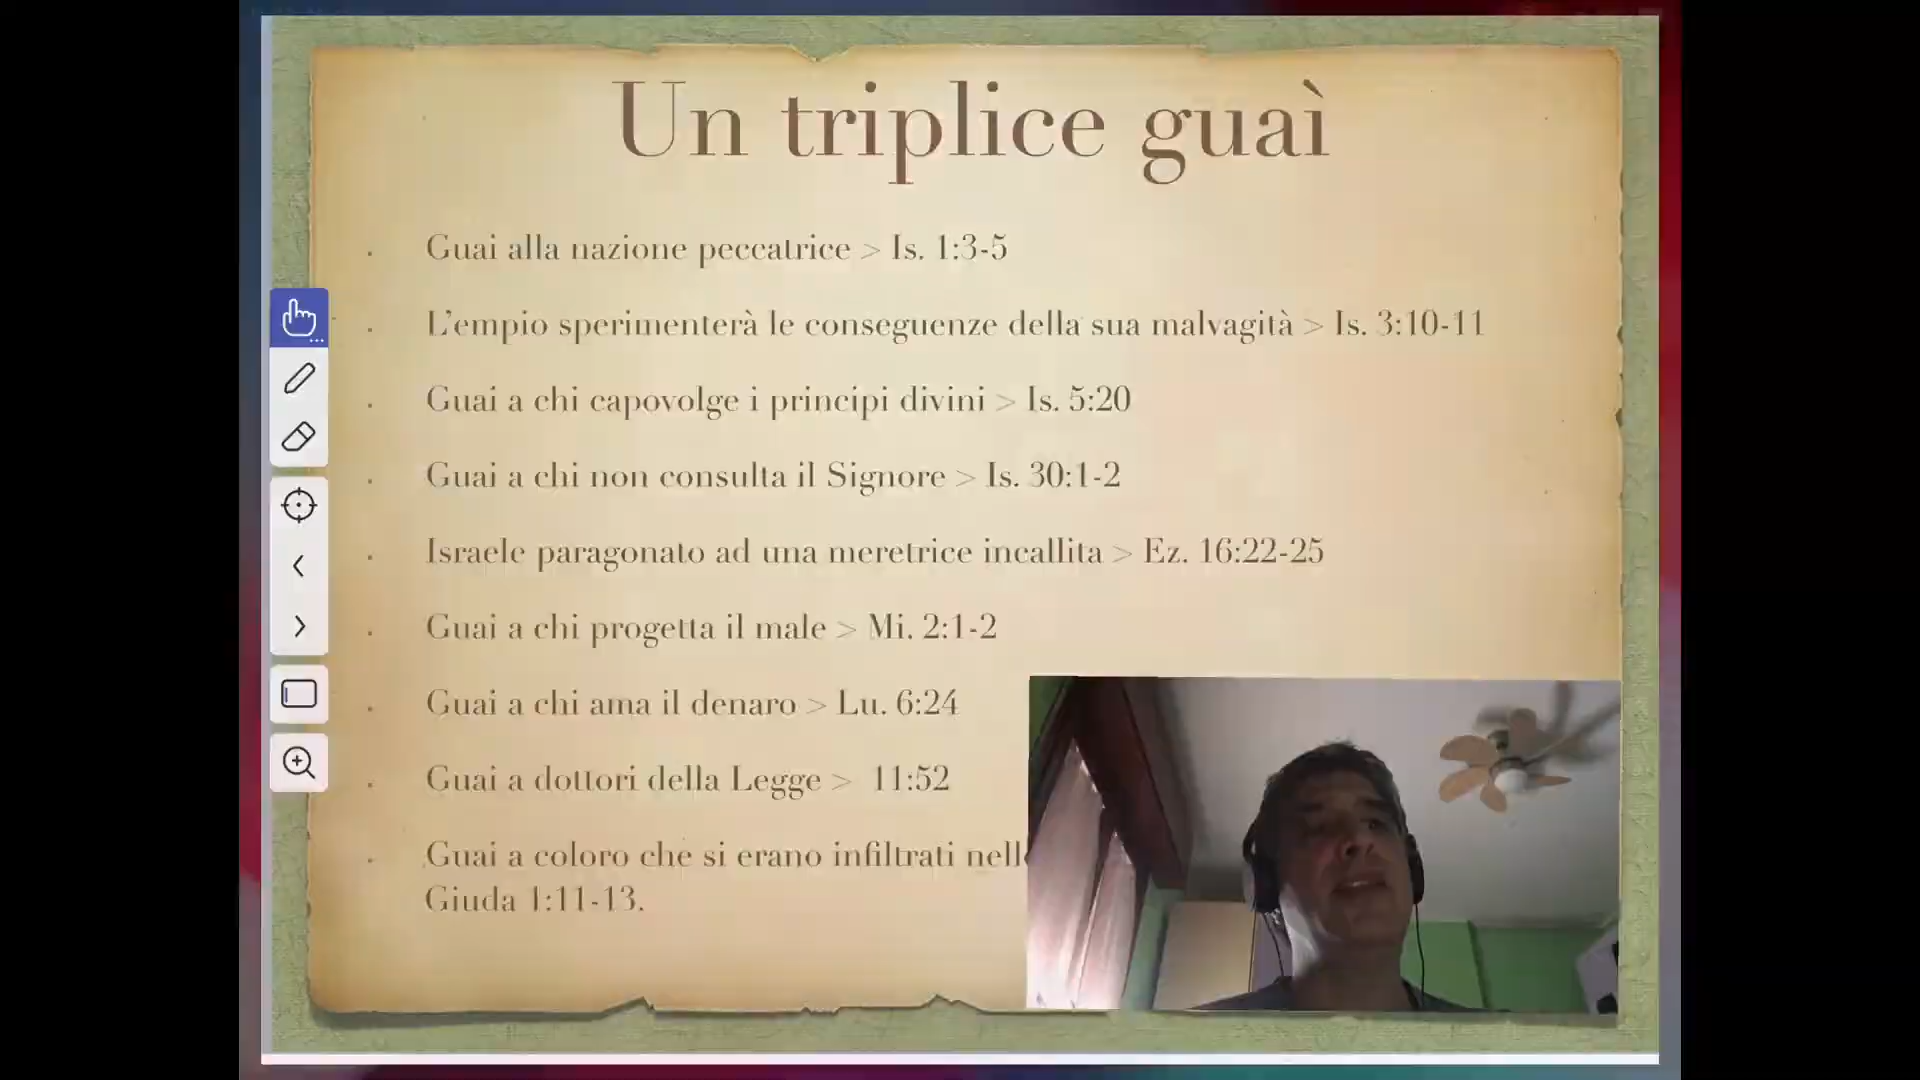 Un triplice guaì
Guai alla nazione peccatrice > Is. 1:3-5
L'empio sperimenterà le conseguenze della sua malvagità > Is. 3:10-11
Guai a chi capovolge i principi divini > Is. 5:20
Guai a chi non consulta il Signore > Is. 30:1-2
Israele paragonato ad una meretrice incallita > Ez. 16:22-25
Guai a chi progetta il male > Mi. 2:1-2
Guai a chi ama il denaro > Lu. 6:24
Guai a dottori della Legge > 11:52
Guai a coloro che si erano infiltrati
Giuda 1:11-13.